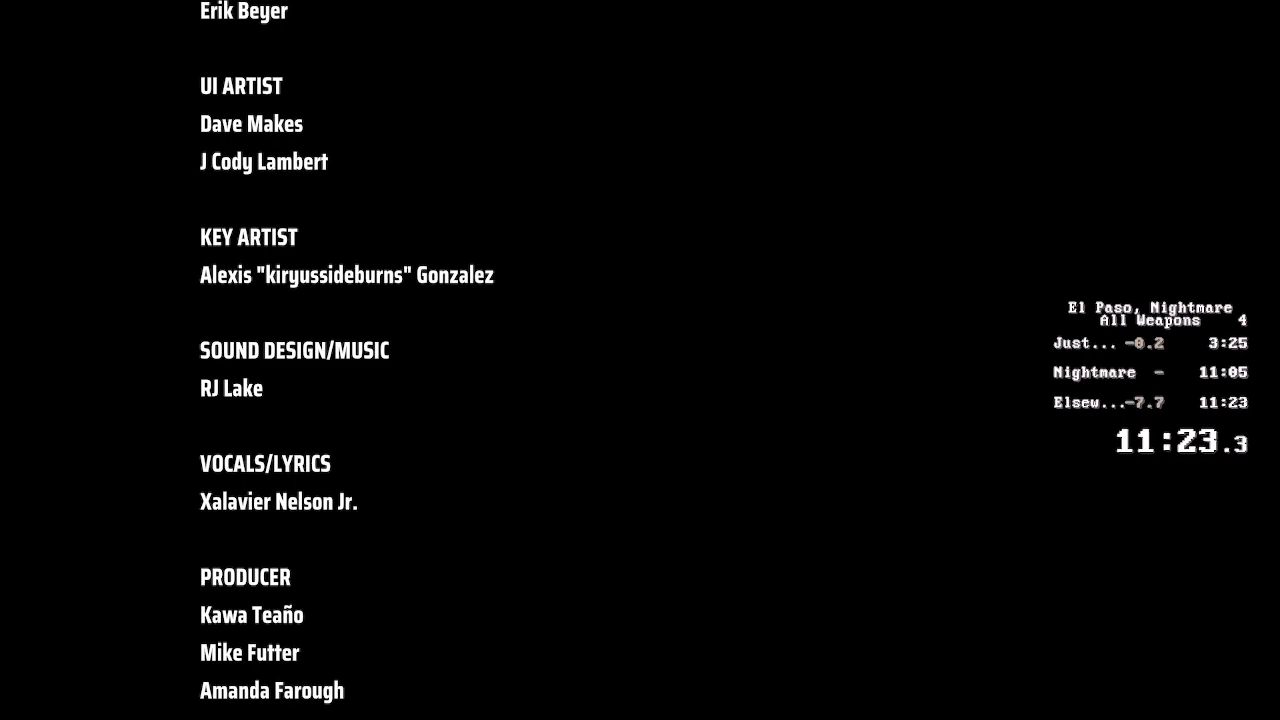 Erik Beyer
UI ARTIST
Dave Makes
J Cody Lambert
KEY ARTIST
Alexis "kiryussideburns" Gonzalez
SOUND DESIGN/MUSIC
RJ Lake
VOCALS/LYRICS
Xalavier Nelson Jr.
PRODUCER
Kawa Teaño
Mike Futter
Amanda Farough
El Paso, Nightmare
All Weapons 4
Just... -0.2 3:25
Nightmare - 11:05
Elsew...-7.7 11:23
11:23.3